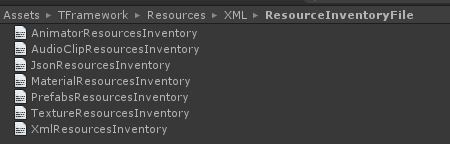 Assets ▸ TFramework ▸ Resources ▸ XML ▸ ResourceInventoryFile
AnimatorResourcesInventory
AudioClipResourcesInventory
JsonResourcesInventory
MaterialResourcesInventory
PrefabsResourcesInventory
TextureResourcesInventory
XmlResourcesInventory